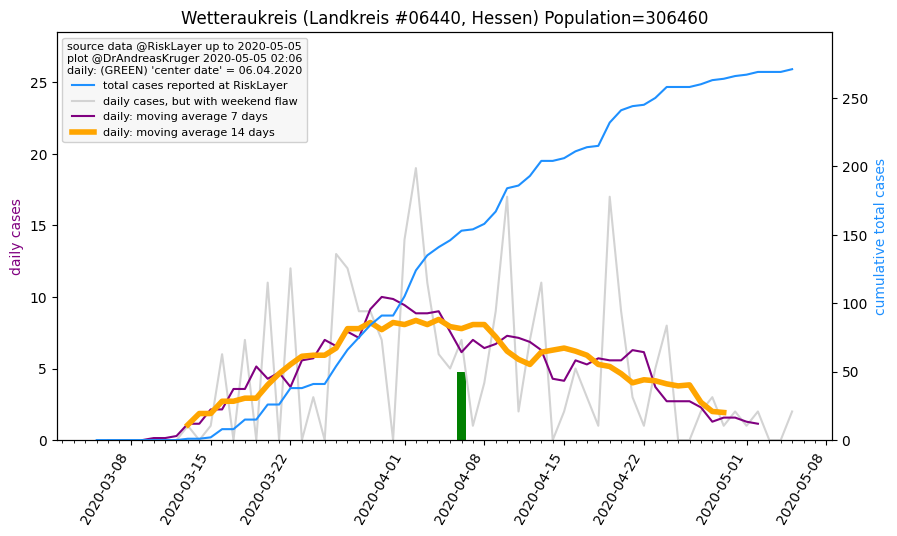 Wetteraukreis (Landkreis #06440, Hessen) Population=306460
source data @RiskLayer up to 2020-05-05
plot @DrAndreasKruger 2020-05-05 02:06
daily: (GREEN) 'center date' = 06.04.2020
total cases reported at RiskLayer
daily cases, but with weekend flaw
daily: moving average 7 days
daily: moving average 14 days
daily cases
25
20
15
10
5
0
cumulative total cases
250
200
150
100
50
0
2020-03-08
2020-03-15
2020-03-22
2020-04-01
2020-04-08
2020-04-15
2020-04-22
2020-05-01
2020-05-08